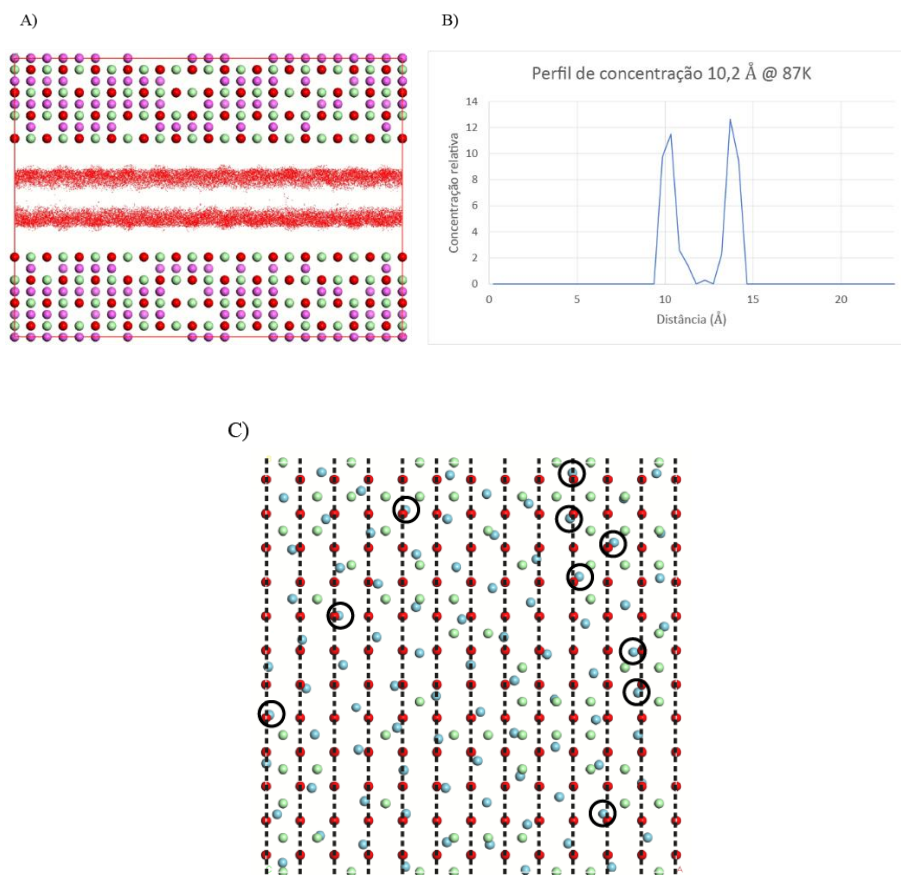 A)
B)
Perfil de concentração 10,2 Å @ 87K
Concentração relativa
14
12
10
8
6
4
2
0
0
5
10
15
20
Distância (Å)
C)
A